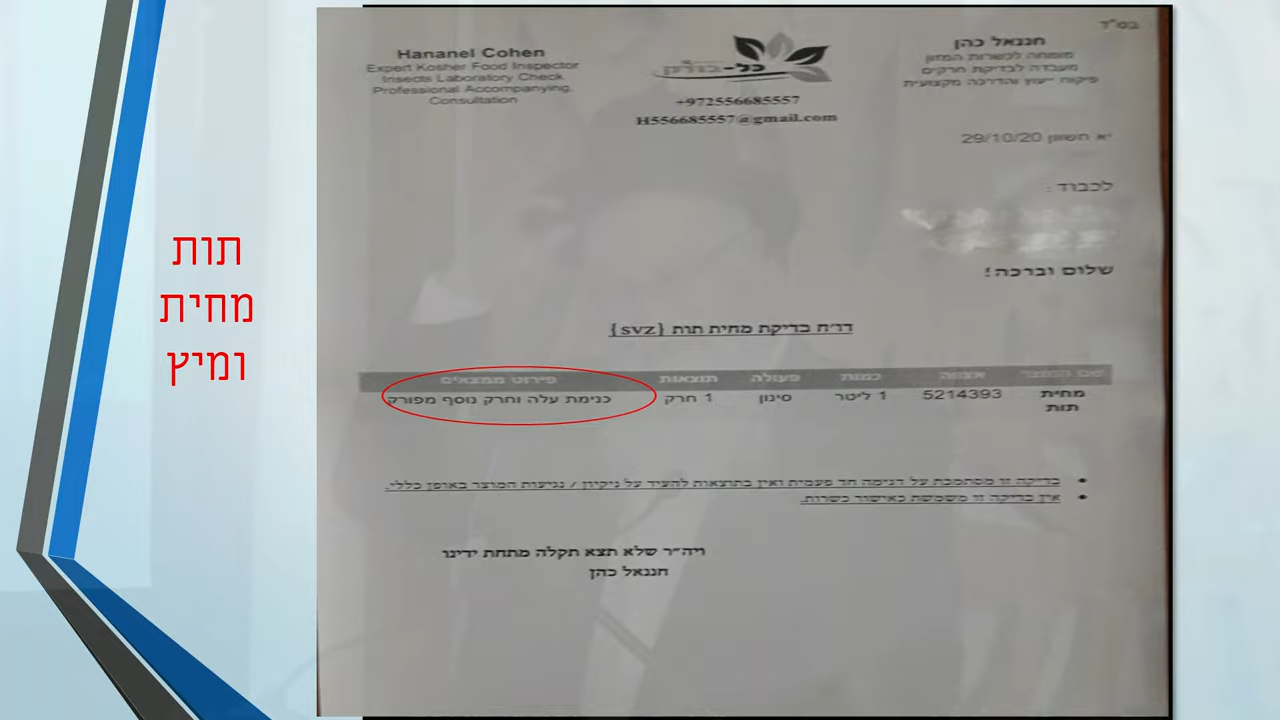 תות
מחית
ומיץ
בס"ד
חננאל כהן
מומחה לכשרות המזון
מעבדה לבדיקת חרקים
פיקוח ייעוץ והדרכה מקצועית
כל-
+972556685557
H556685557@gmail.com
Hananel Cohen
Expert Kosher Food Inspector
Insects Laboratory Check
Professional Accompanying,
Consultation
יא חשוון 29/10/20
לכבוד :
שלום וברכה!
דו״ח בדיקת מחית תות {svz}
שם המוצר אצווה כמות פעולה תוצאות פירוט ממצאים
מחית תות 5214393 1 ליטר סינון 1 חרק כנימת עלה וחרק נוסף מפורק
• בדיקה זו מסתמכת על דגימה חד פעמית ואין בתוצאות להעיד על ניקיון / נגיעות המוצר באופן כללי.
• אין בדיקה זו משמשת כאישור כשרות.
ויה״ר שלא תצא תקלה מתחת ידינו
חננאל כהן